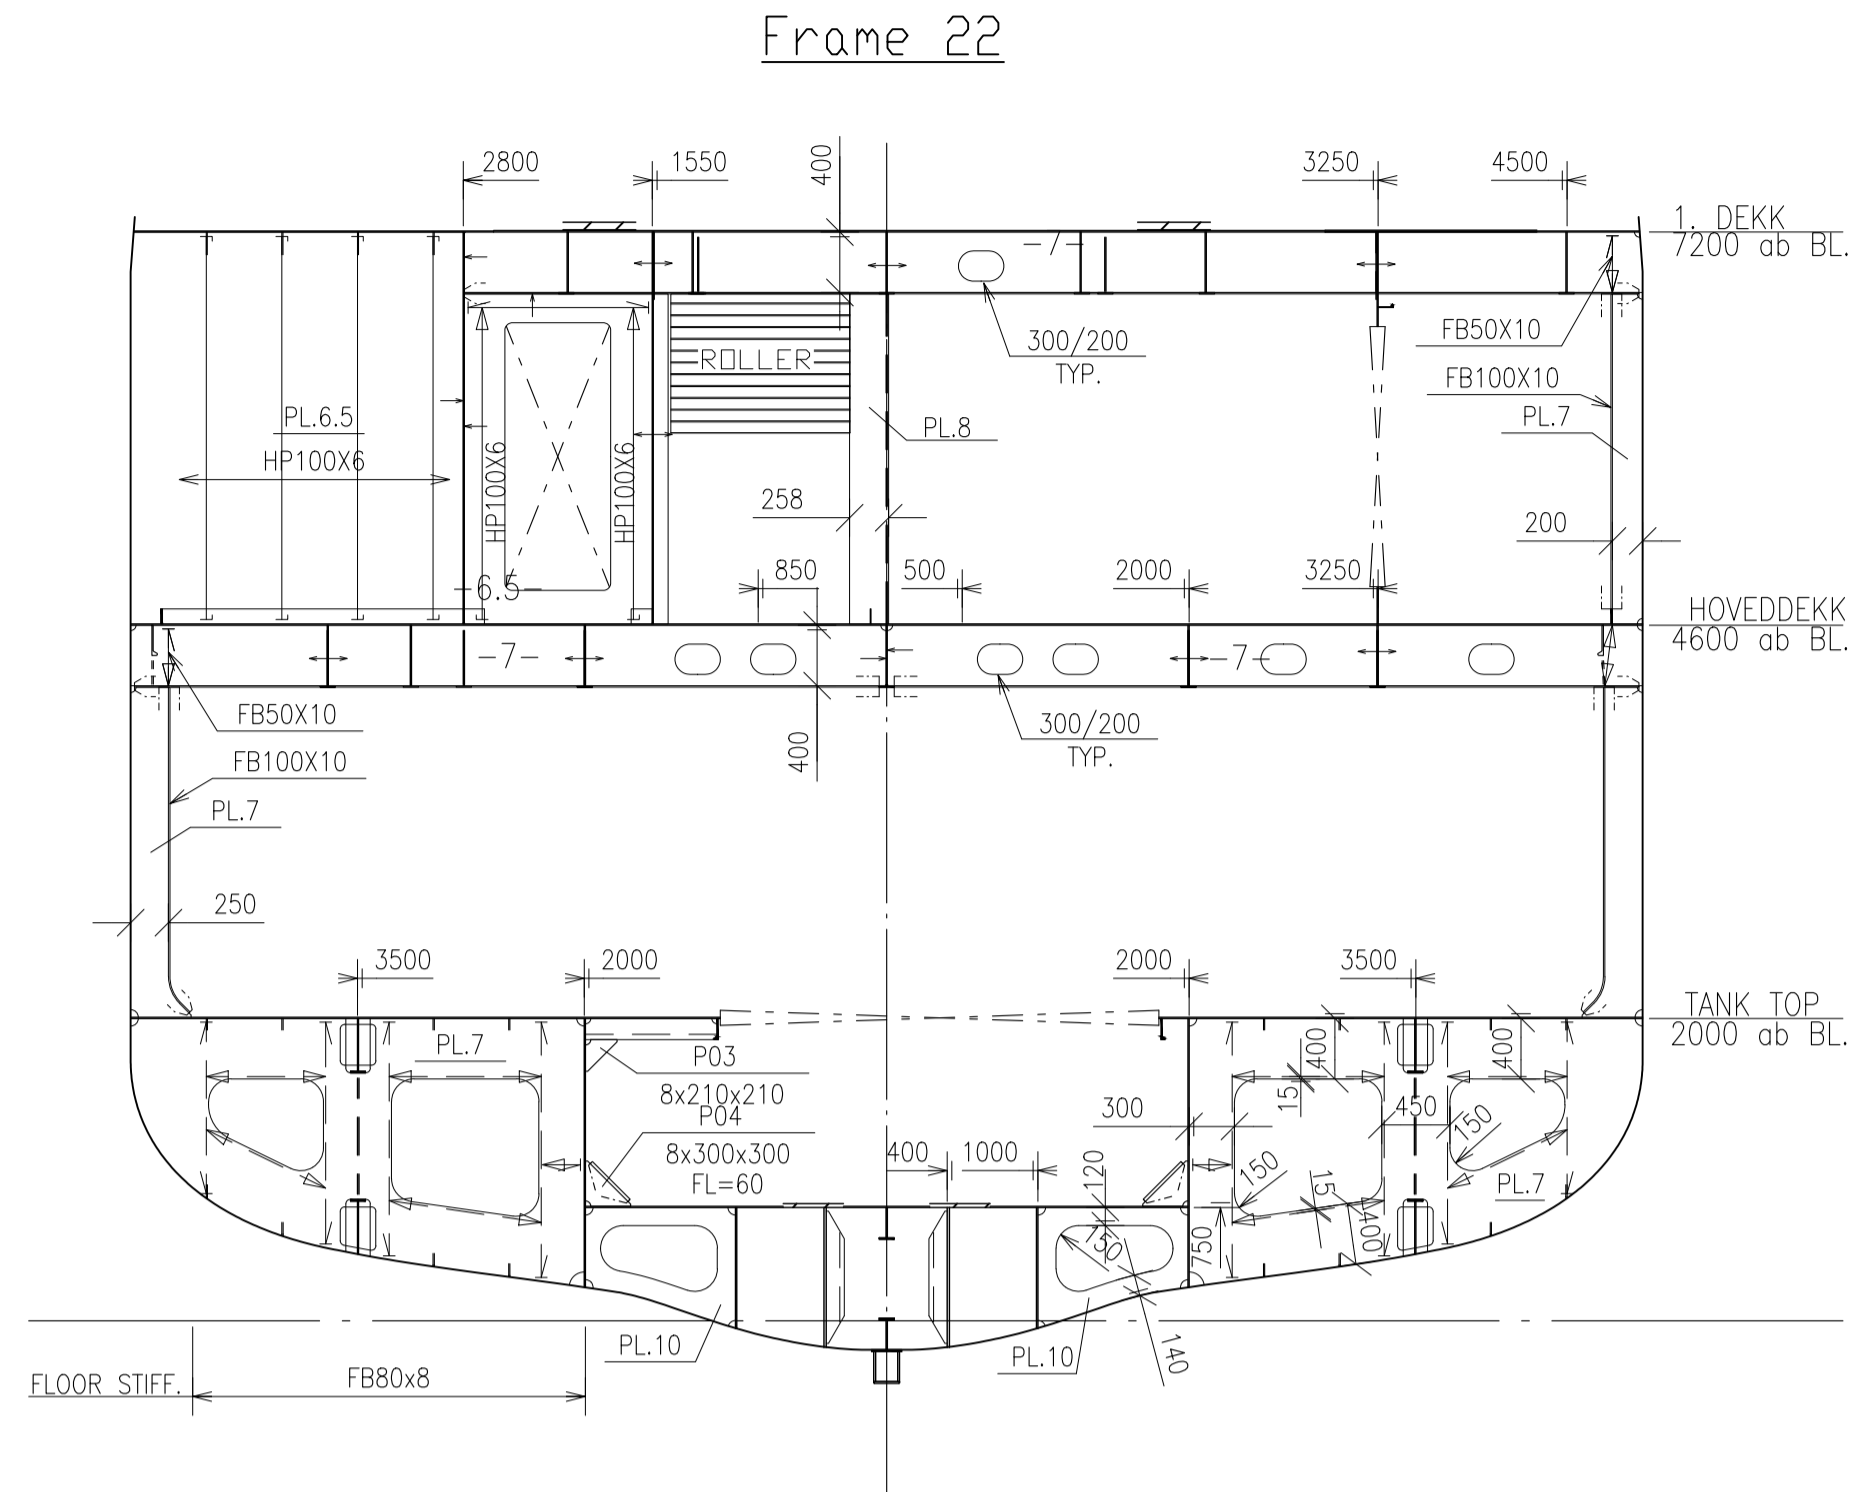 Frame 22
2800
1550
400
3250
4500
1. DEKK
7200 ab BL.
-7-
FB50X10
300/200
TYP.
ROLLER
FB100X10
PL.6.5
PL.8
PL.7
HP100X6
HP100X6
HP100X6
258
200
-6.5-
850
500
2000
3250
HOVEDDEKK
4600 ab BL.
-7-
-7-
FB50X10
300/200
TYP.
400
FB100X10
PL.7
250
3500
2000
2000
3500
TANK TOP
2000 ab BL.
PL.7
P03
8x210x210
P04
8x300x300
FL=60
400
1000
120
300
15
400
450
400
150
150
15
400
PL.7
750
150
140
PL.10
PL.10
FLOOR STIFF.
FB80x8